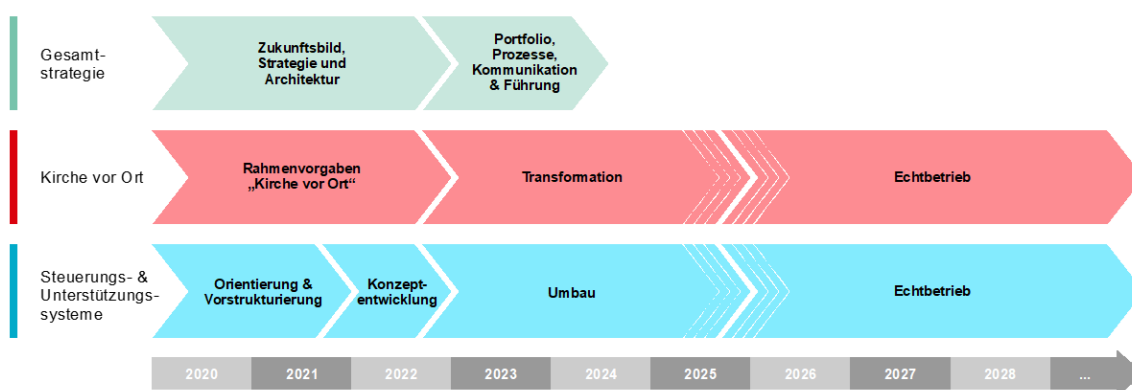 Gesamt-
strategie
Zukunftsbild,
Strategie und
Architektur
Portfolio,
Prozesse,
Kommunikation
& Führung
Kirche vor Ort
Rahmenvorgaben
„Kirche vor Ort“
Transformation
Echtbetrieb
Steuerungs- &
Unterstützungs-
systeme
Orientierung &
Vorstrukturierung
Konzept-
entwicklung
Umbau
Echtbetrieb
2020 2021 2022 2023 2024 2025 2026 2027 2028 ...